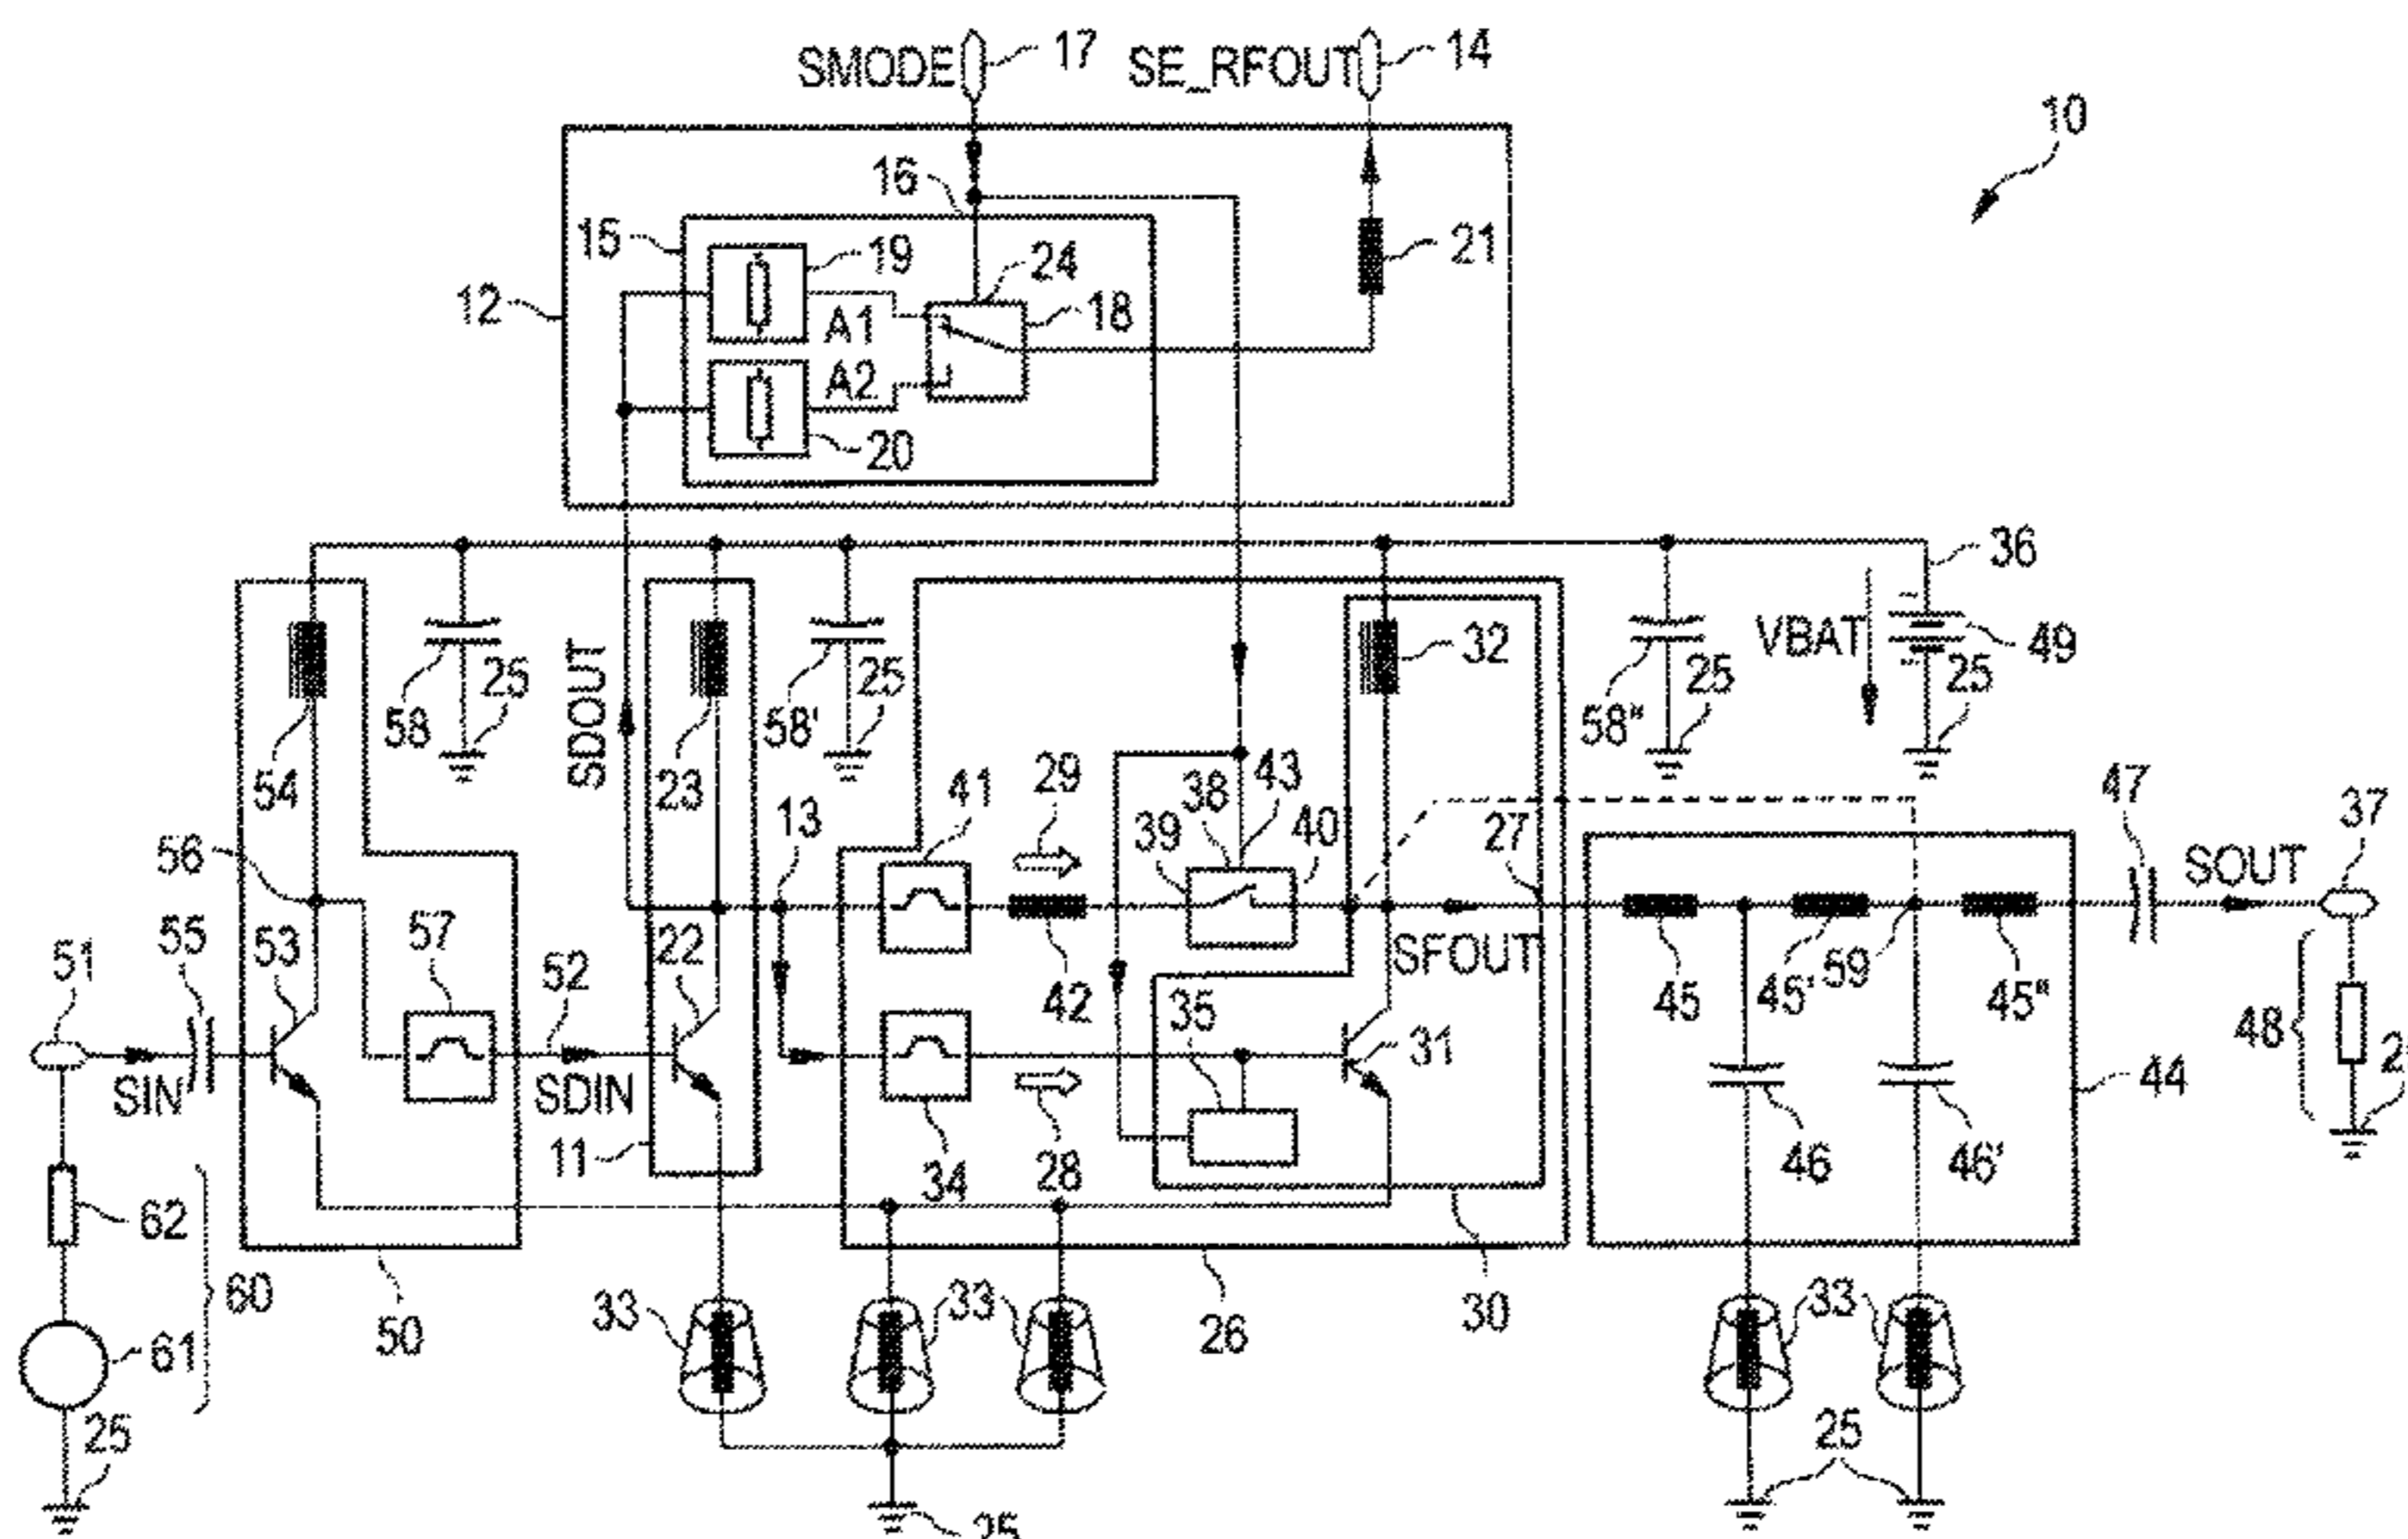 SMODE 17 SE_RFOUT 14
10
16
15 19 24 21
12 A1 18
A2
20
36
SDOUT 32 VBAT 49
25 25 25 25
54 58 23 58' 58"
41 29 38 43 47 37
13 39 40 27 SOUT
56
55 57 22 SFOUT 59
51 53 52 42 45 45' 45"
35 48
SIN SDIN 31 44
11 46 46'
34 28
62
60 33 33 33
50 26 30
61
25 25
25